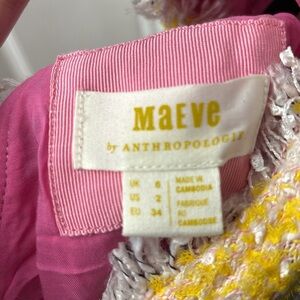 MAEVE
by ANTHROPOLOGIE
UK 6
US 2
EU 34
MADE IN
CAMBODIA
FABRIQUÉ
AU
CAMBODGE